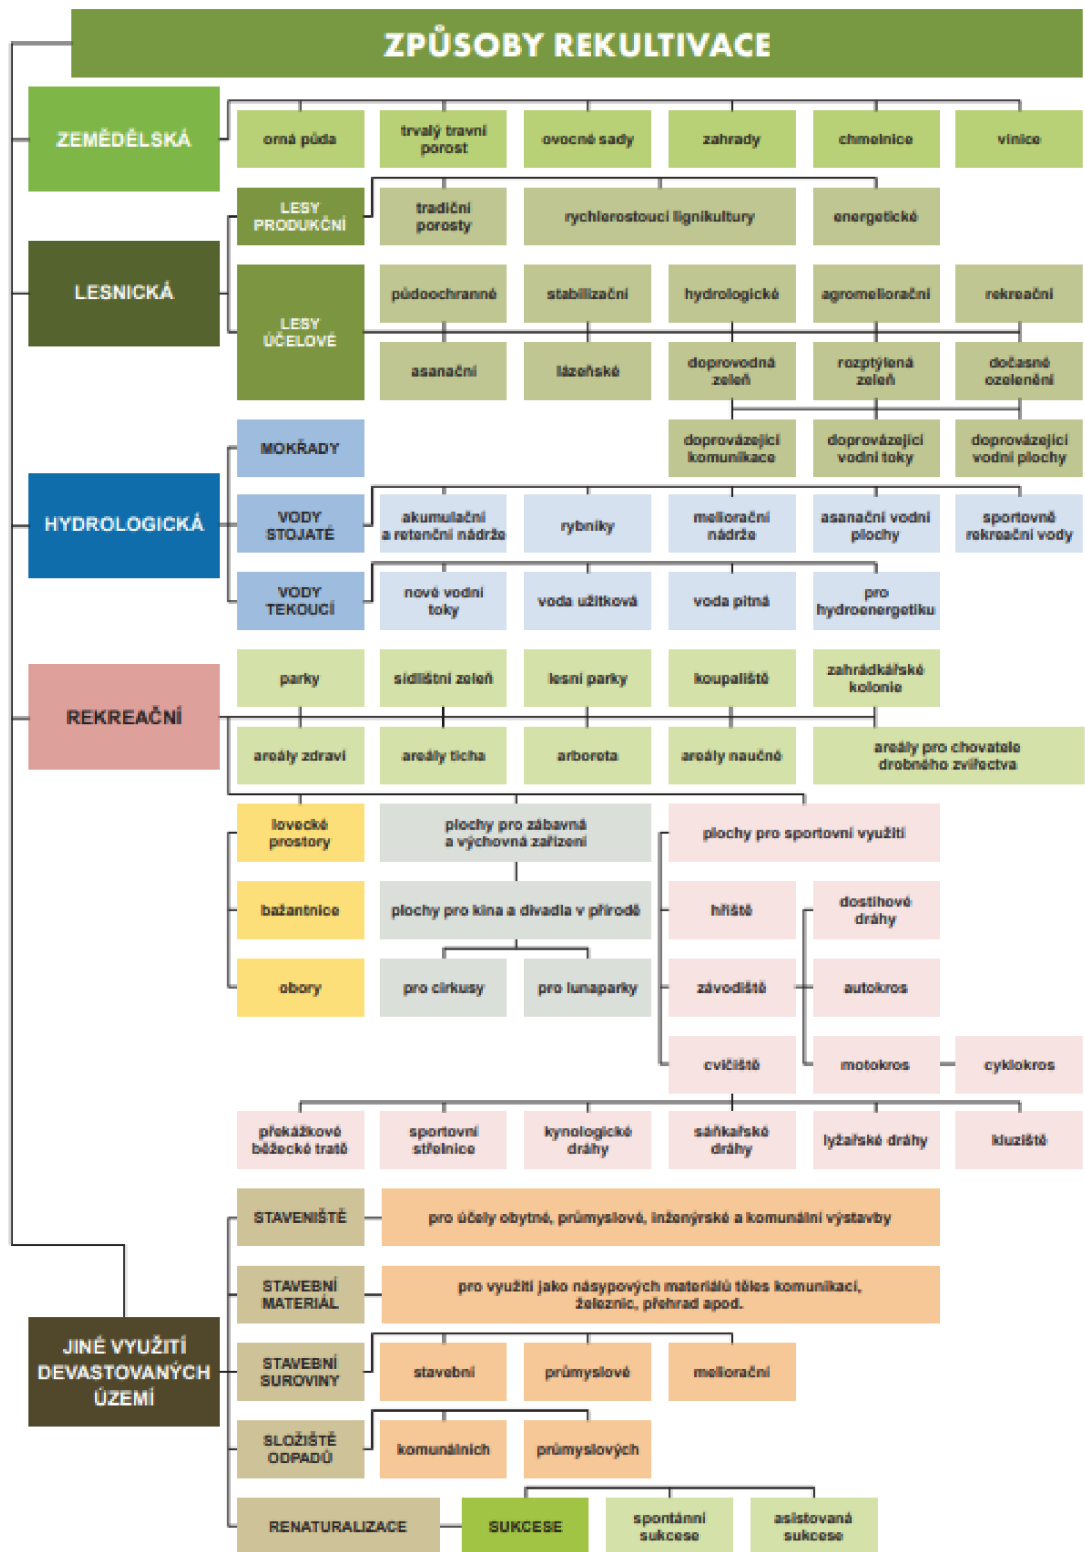 ZPŮSOBY REKULTIVACE
ZEMĚDĚLSKÁ
orná půda
trvalý travní
porost
ovocné sady
zahrady
chmelnice
vinice
LESNICKÁ
LESY
PRODUKČNÍ
tradiční
porosty
rychlerostoucí lignikultury
energetické
LESY
ÚČELOVÉ
půdoochranné
stabilizační
hydrologické
agromeliorační
rekreační
asanační
lázeňské
doprovodná
zeleň
rozptýlená
zeleň
dočasné
ozelenění
doprovázející
komunikace
doprovázející
vodní toky
doprovázející
vodní plochy
HYDROLOGICKÁ
MOKŘADY
VODY
STOJATÉ
akumulační
a retenční nádrže
rybníky
meliorační
nádrže
asanační vodní
plochy
sportovně
rekreační vody
VODY
TEKOUCÍ
nové vodní
toky
voda užitková
voda pitná
pro
hydroenergetiku
REKREAČNÍ
parky
sídlištní zeleň
lesní parky
koupaliště
zahrádkářské
kolonie
areály zdraví
areály ticha
arboreta
areály naučné
areály pro chovatele
drobného zvířectva
lovecké
prostory
plochy pro zábavná
a výchovná zařízení
plochy pro sportovní využití
bažantnice
plochy pro kina a divadla v přírodě
hřiště
dostihové
dráhy
obory
pro cirkusy
pro lunaparky
závodiště
autokros
cvičiště
motokros
cyklokros
překážkové
běžecké tratě
sportovní
střelnice
kynologické
dráhy
sáňkařské
dráhy
lyžařské dráhy
kluziště
JINÉ VYUŽITÍ
DEVASTOVANÝCH
ÚZEMÍ
STAVENIŠTĚ
pro účely obytné, průmyslové, inženýrské a komunální výstavby
STAVEBNÍ
MATERIÁL
pro využití jako násypových materiálů těles komunikací,
železnic, přehrad apod.
STAVEBNÍ
SUROVINY
stavební
průmyslové
meliorační
SLOŽIŠTĚ
ODPADŮ
komunálních
průmyslových
RENATURALIZACE
SUKCESE
spontánní
sukcese
asistovaná
sukcese